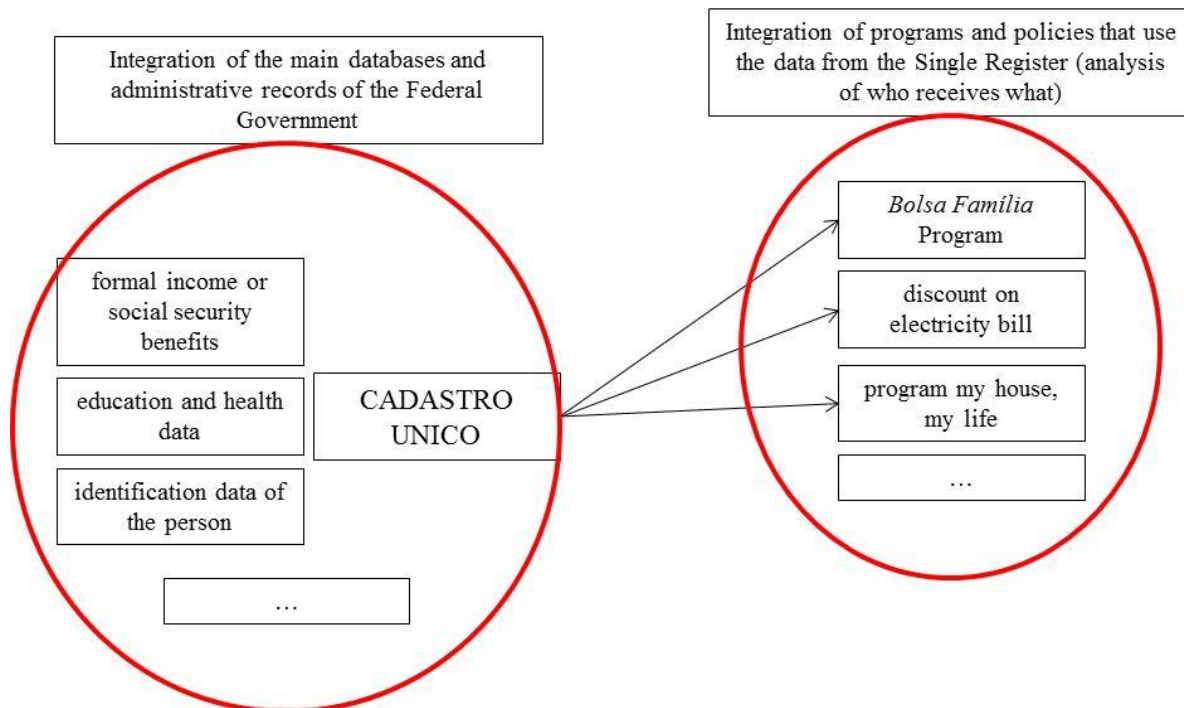 Integration of the main databases and
administrative records of the Federal
Government
Integration of programs and policies that use
the data from the Single Register (analysis
of who receives what)
formal income or
social security
benefits
education and health
data
identification data of
the person
…
CADASTRO
UNICO
Bolsa Família
Program
discount on
electricity bill
program my house,
my life
…